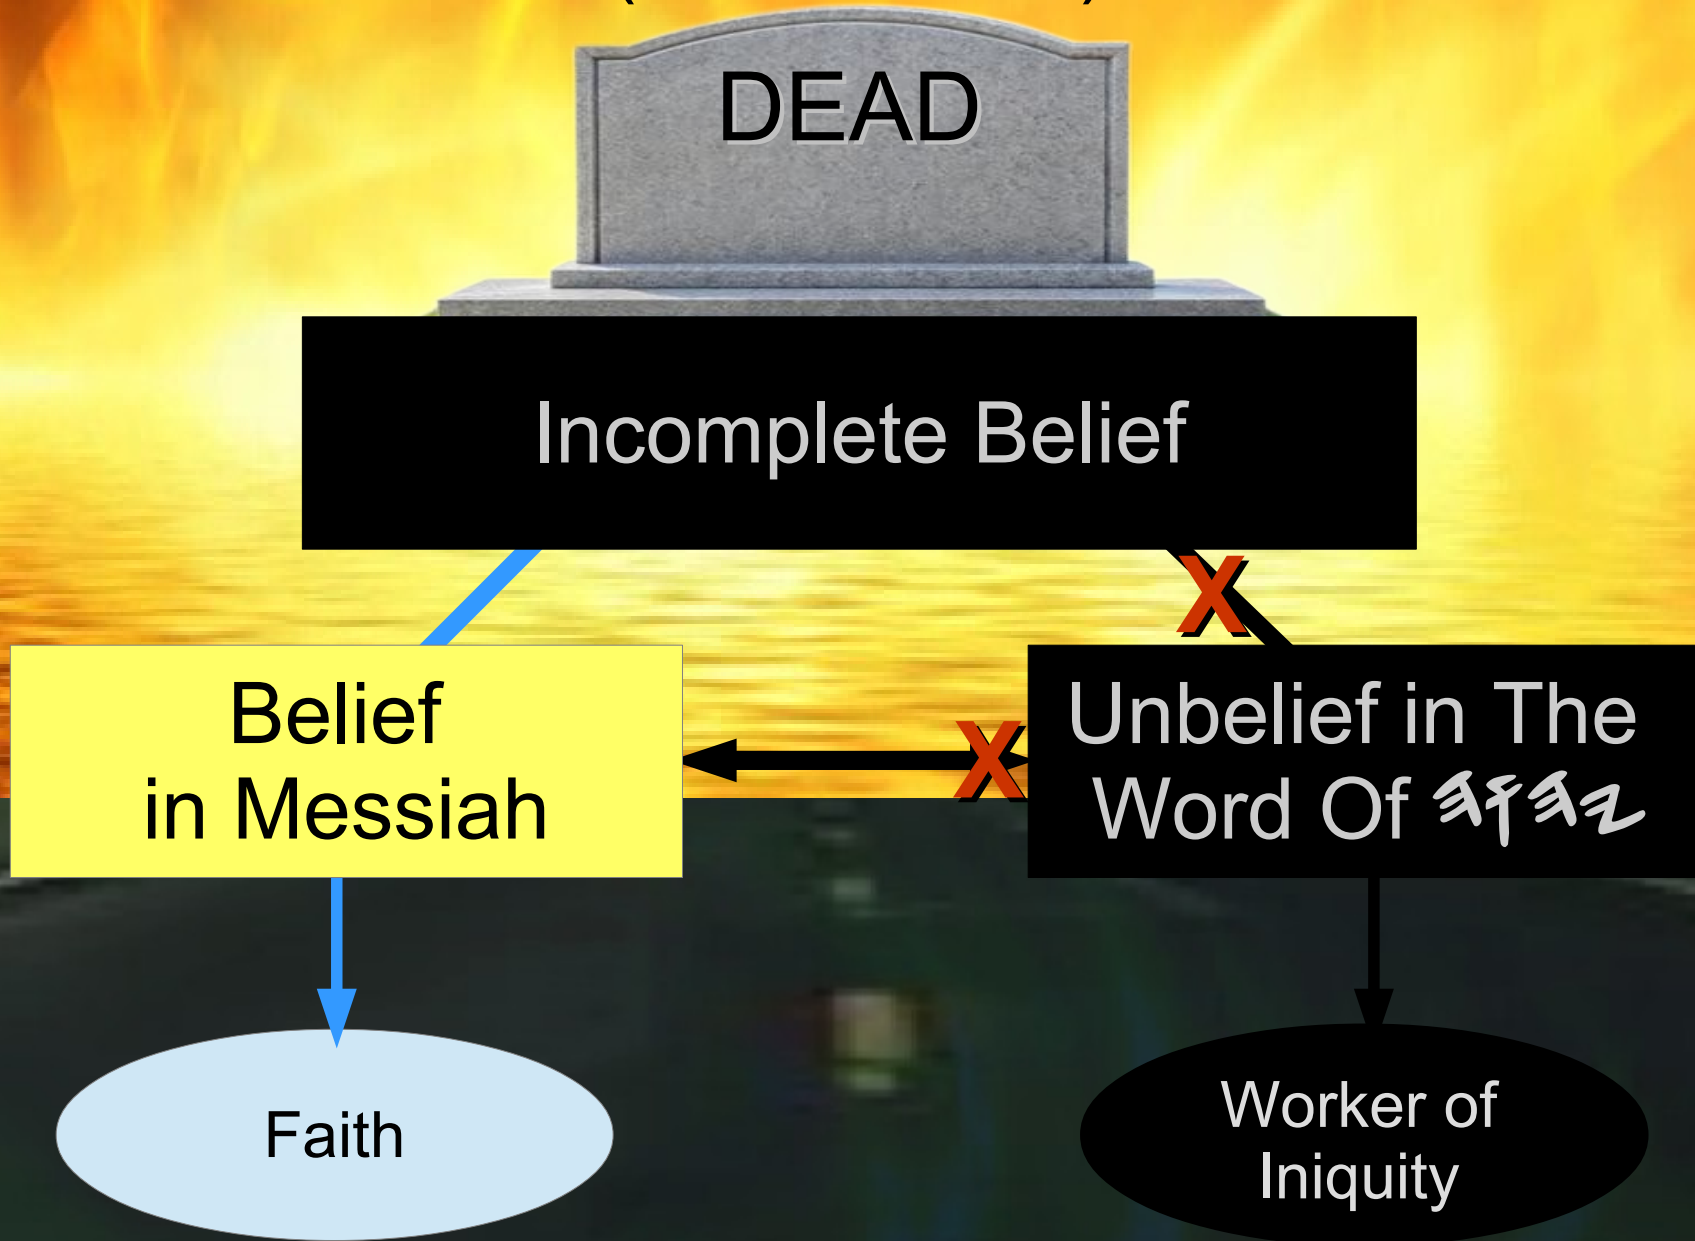 DEAD
Incomplete Belief
X
Belief
in Messiah
X
Unbelief in The
Word Of 𐤉𐤄𐤅𐤄
Faith
Worker of
Iniquity